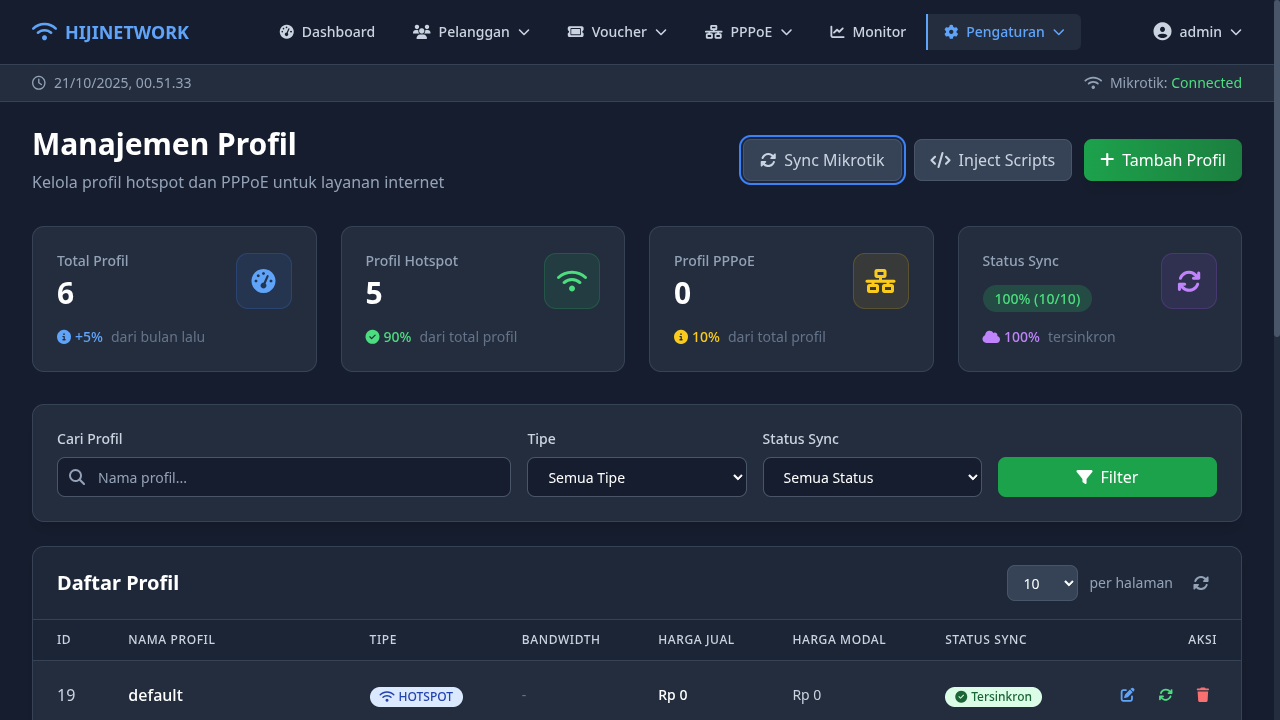 HIJINETWORK Dashboard Pelanggan Voucher PPPoE Monitor Pengaturan admin
21/10/2025, 00.51.33 Mikrotik: Connected
Manajemen Profil
Kelola profil hotspot dan PPPoE untuk layanan internet
Sync Mikrotik Inject Scripts Tambah Profil
Total Profil
6
+5% dari bulan lalu
Profil Hotspot
5
90% dari total profil
Profil PPPoE
0
10% dari total profil
Status Sync
100% (10/10)
100% tersinkron
Cari Profil
Nama profil...
Tipe
Semua Tipe
Status Sync
Semua Status
Filter
Daftar Profil
10 per halaman
ID NAMA PROFIL TIPE BANDWIDTH HARGA JUAL HARGA MODAL STATUS SYNC AKSI
19 default HOTSPOT - Rp 0 Rp 0 Tersinkron